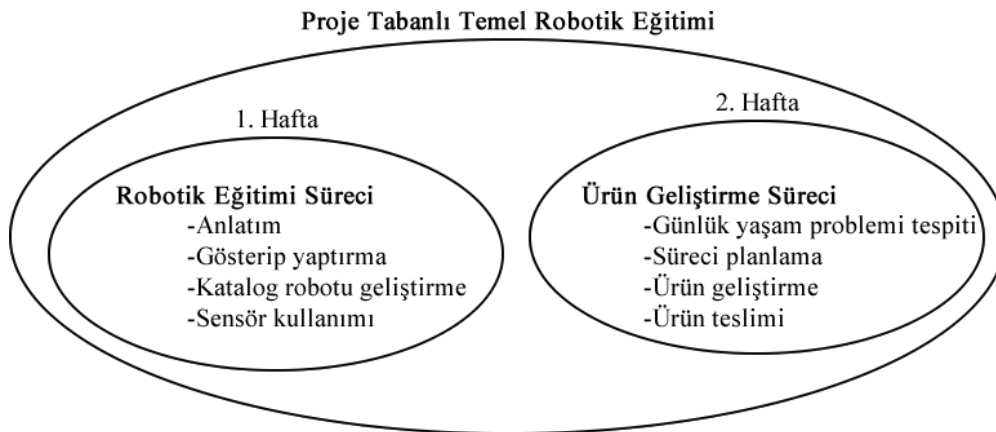 Proje Tabanlı Temel Robotik Eğitimi
1. Hafta
Robotik Eğitimi Süreci
-Anlatım
-Gösterip yaptırma
-Katalog robotu geliştirme
-Sensör kullanımı
2. Hafta
Ürün Geliştirme Süreci
-Günlük yaşam problemi tespiti
-Süreci planlama
-Ürün geliştirme
-Ürün teslimi